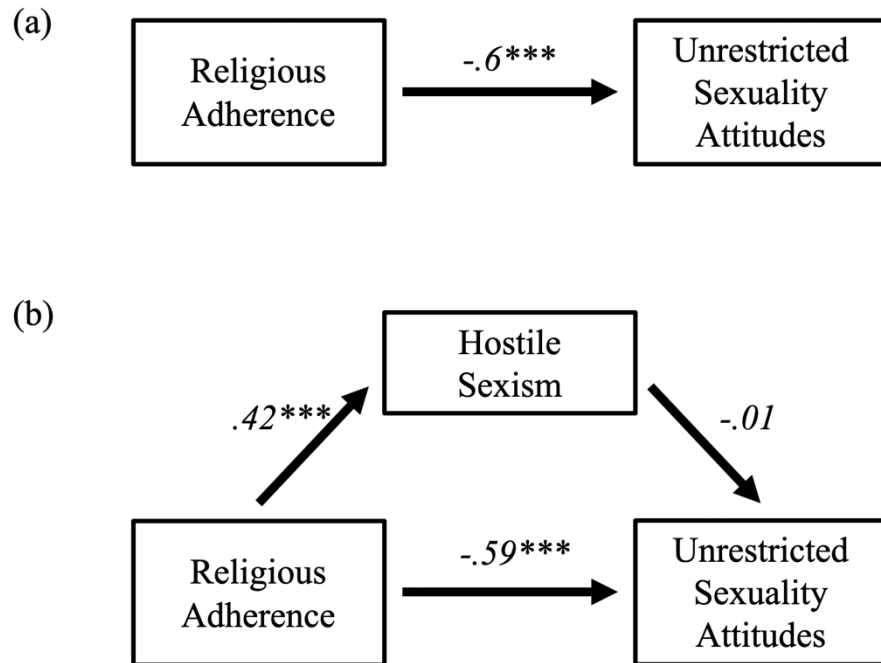 (a)
Religious
Adherence
-.6***
Unrestricted
Sexuality
Attitudes
(b)
Hostile
Sexism
.42***
-.01
Religious
Adherence
-.59***
Unrestricted
Sexuality
Attitudes